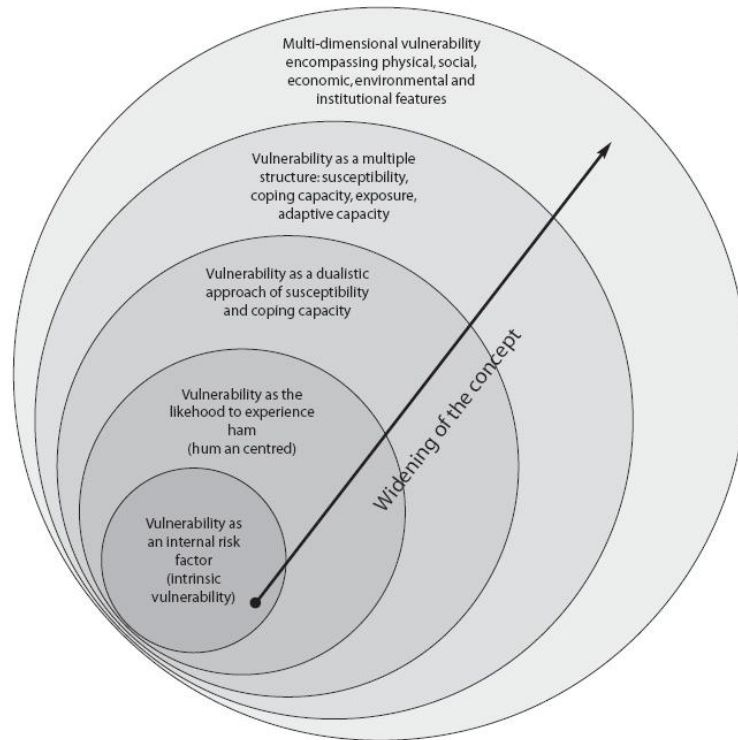 Multi-dimensional vulnerability
encompassing physical, social,
economic, environmental and
institutional features
Vulnerability as a multiple
structure: susceptibility,
coping capacity, exposure,
adaptive capacity
Vulnerability as a dualistic
approach of susceptibility
and coping capacity
Widening of the concept
Vulnerability as the
likehood to experience
ham
(hum an centred)
Vulnerability as
an internal risk
factor
(intrinsic
vulnerability)